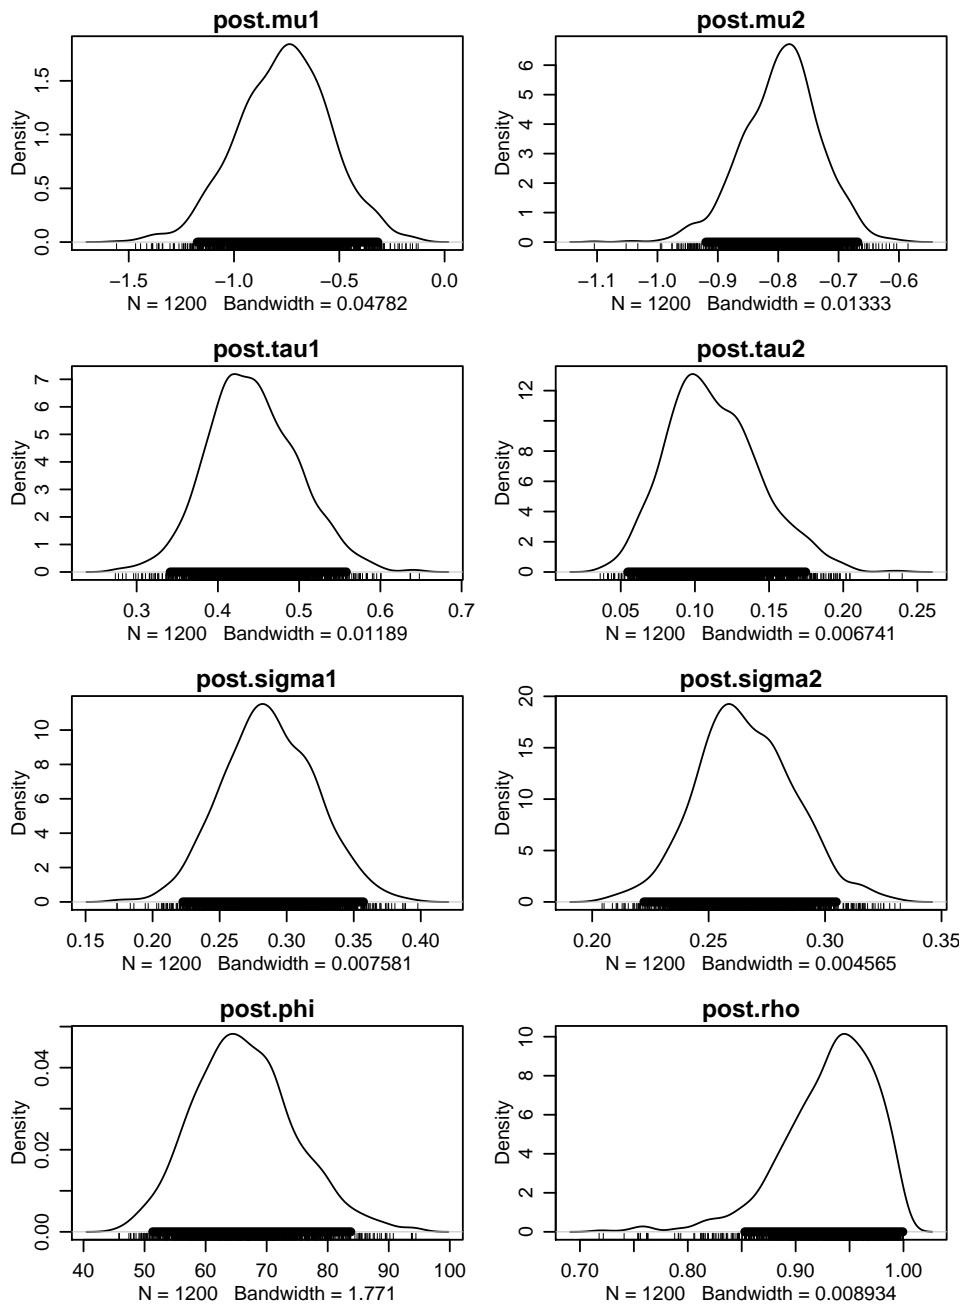 post.mu1
Density
0.0 0.5 1.0 1.5
−1.5 −1.0 −0.5 0.0
N = 1200 Bandwidth = 0.04782
post.mu2
Density
0 1 2 3 4 5 6
−1.1 −1.0 −0.9 −0.8 −0.7 −0.6
N = 1200 Bandwidth = 0.01333
post.tau1
Density
0 1 2 3 4 5 6 7
0.3 0.4 0.5 0.6 0.7
N = 1200 Bandwidth = 0.01189
post.tau2
Density
0 2 4 6 8 12
0.05 0.10 0.15 0.20 0.25
N = 1200 Bandwidth = 0.006741
post.sigma1
Density
0 2 4 6 8 10
0.15 0.20 0.25 0.30 0.35 0.40
N = 1200 Bandwidth = 0.007581
post.sigma2
Density
0 5 10 15 20
0.20 0.25 0.30 0.35
N = 1200 Bandwidth = 0.004565
post.phi
Density
0.00 0.02 0.04
40 50 60 70 80 90 100
N = 1200 Bandwidth = 1.771
post.rho
Density
0 2 4 6 8 10
0.70 0.80 0.90 1.00
N = 1200 Bandwidth = 0.008934